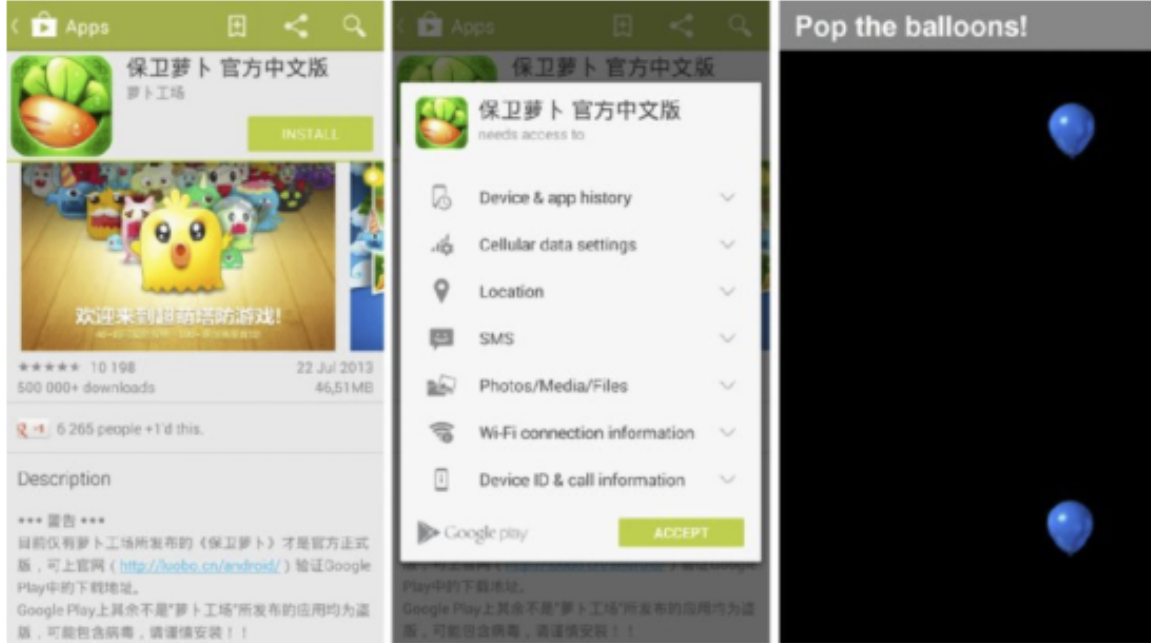 Apps
保卫萝卜 官方中文版
萝卜工场
INSTALL
欢迎来到超萌塔防游戏!
★★★★★ 10 198
22 Jul 2013
500 000+ downloads
46,51MB
+1 6 265 people +1'd this.
Description
*** 警告 ***
目前仅有萝卜工场所发布的《保卫萝卜》才是官方正式
版，可上官网（http://luobo.cn/android/）验证Google
Play中的下载地址。
Google Play上其余不是"萝卜工场"所发布的应用均为盗
版，可能包含病毒，请谨慎安装！！
Apps
保卫萝卜 官方中文版
保卫萝卜 官方中文版
needs access to
Device & app history
Cellular data settings
Location
SMS
Photos/Media/Files
Wi-Fi connection information
Device ID & call information
Google play
ACCEPT
Play中的下载地址。
Google Play上其余不是"萝卜工场"所发布的应用均为盗
版，可能包含病毒，请谨慎安装！！
Pop the balloons!